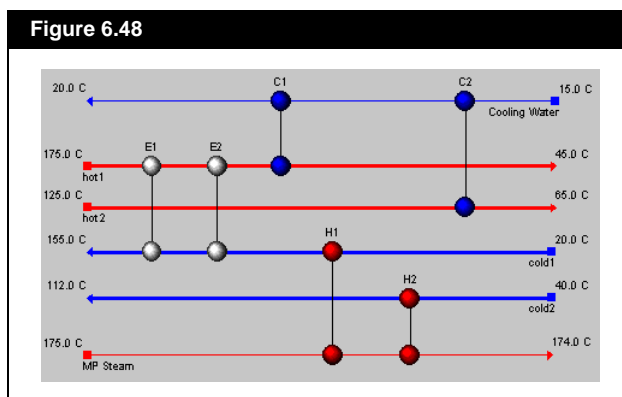 Figure 6.48
C1 C2
20.0 C 15.0 C
Cooling Water
E1 E2
175.0 C 45.0 C
hot1
125.0 C 65.0 C
hot2
H1
155.0 C 20.0 C
cold1
H2
112.0 C 40.0 C
cold2
175.0 C 174.0 C
MP Steam